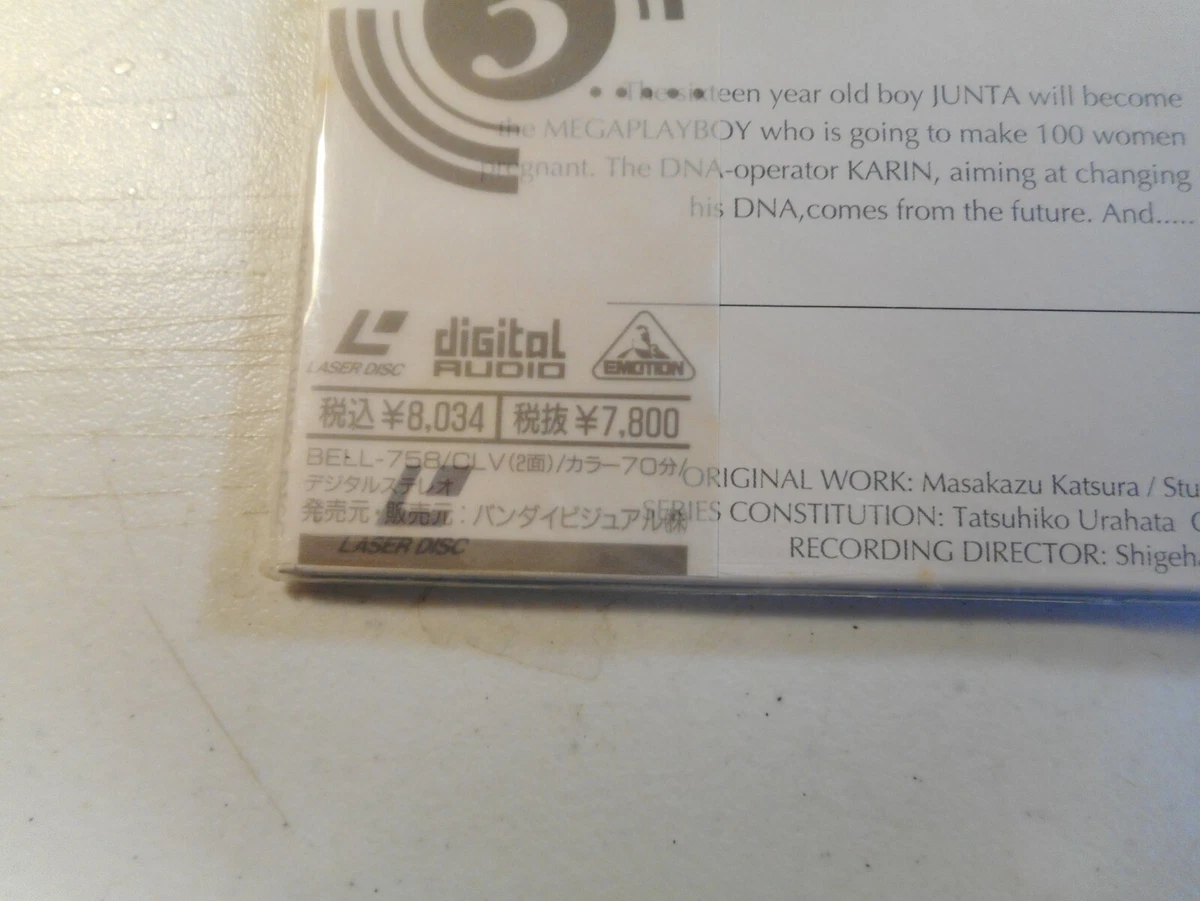 3"
......The sixteen year old boy JUNTA will become
the MEGAPLAYBOY who is going to make 100 women
pregnant. The DNA-operator KARIN, aiming at changing
his DNA,comes from the future. And.....
LASER DISC
digital AUDIO
EMOTION
税込¥8,034 税抜¥7,800
BELL-758/CLV(2面)/カラー70分/
デジタルステレオ
発売元・販売元:バンダイビジュアル㈱
LASER DISC
ORIGINAL WORK: Masakazu Katsura / Stu
SERIES CONSTITUTION: Tatsuhiko Urahata
RECORDING DIRECTOR: Shigeha